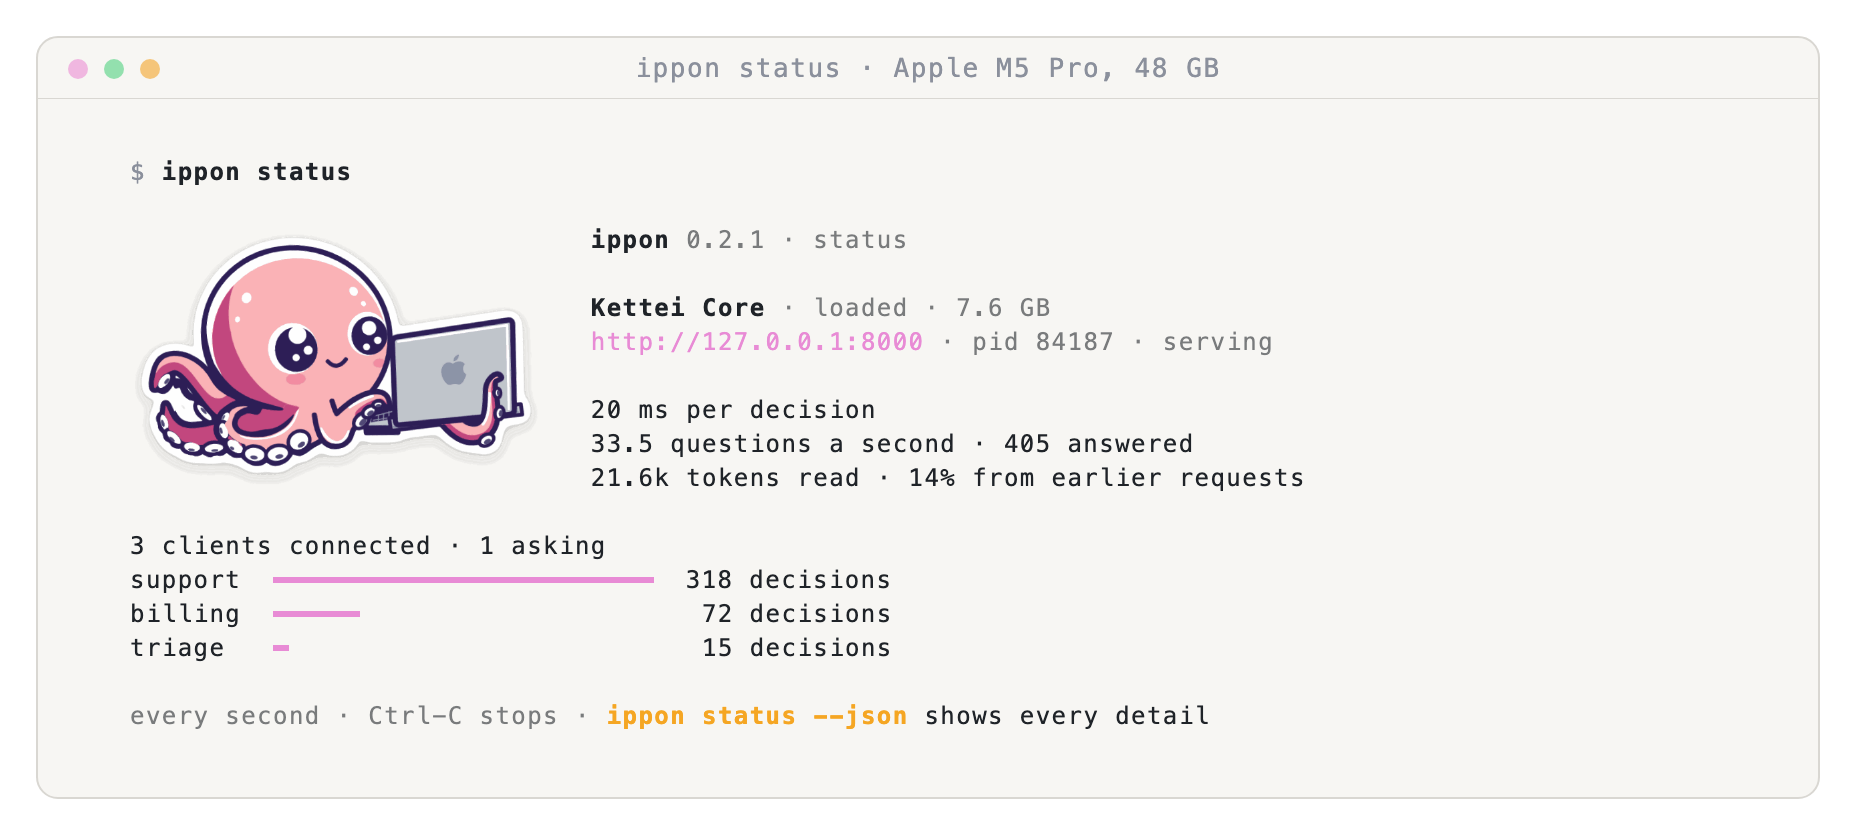 ippon status · Apple M5 Pro, 48 GB
$ ippon status
ippon 0.2.1 · status
Kettei Core · loaded · 7.6 GB
http://127.0.0.1:8000 · pid 84187 · serving
20 ms per decision
33.5 questions a second · 405 answered
21.6k tokens read · 14% from earlier requests
3 clients connected · 1 asking
support 318 decisions
billing 72 decisions
triage 15 decisions
every second · Ctrl-C stops · ippon status --json shows every detail